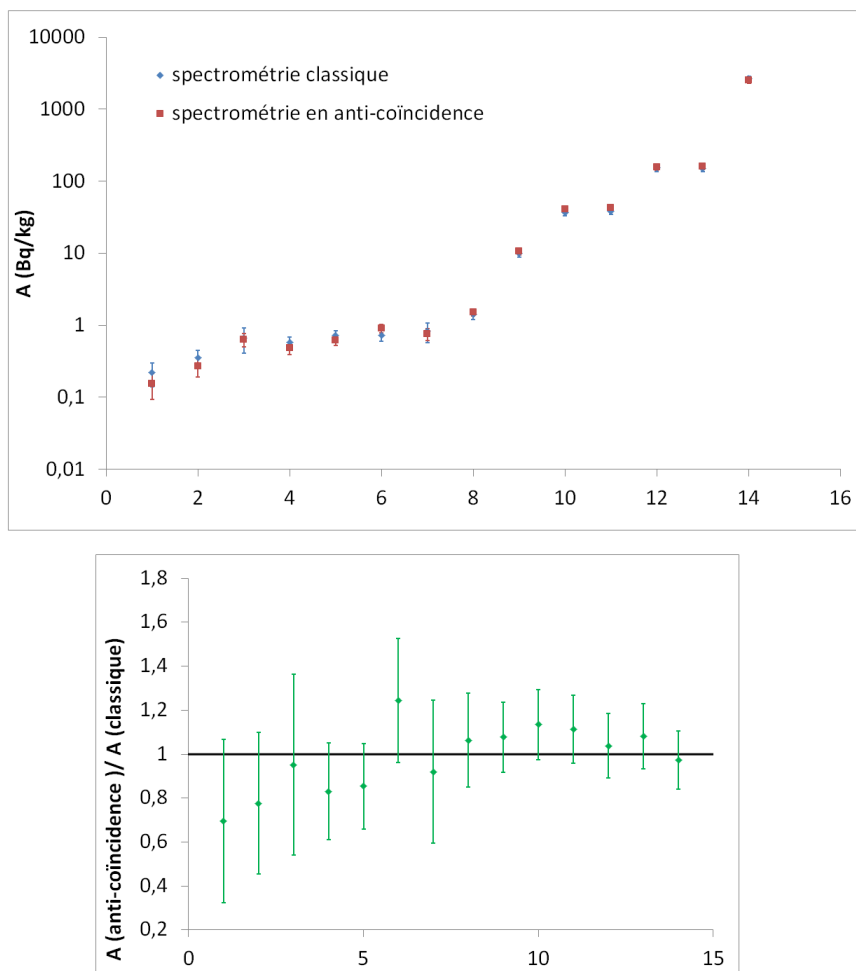 10000
1000
100
10
1
0,1
0,01
A (Bq/kg)
spectrométrie classique
spectrométrie en anti-coïncidence
0 2 4 6 8 10 12 14 16
1,8
1,6
1,4
1,2
1
0,8
0,6
0,4
0,2
A (anti-coïncidence )/ A (classique)
0 5 10 15